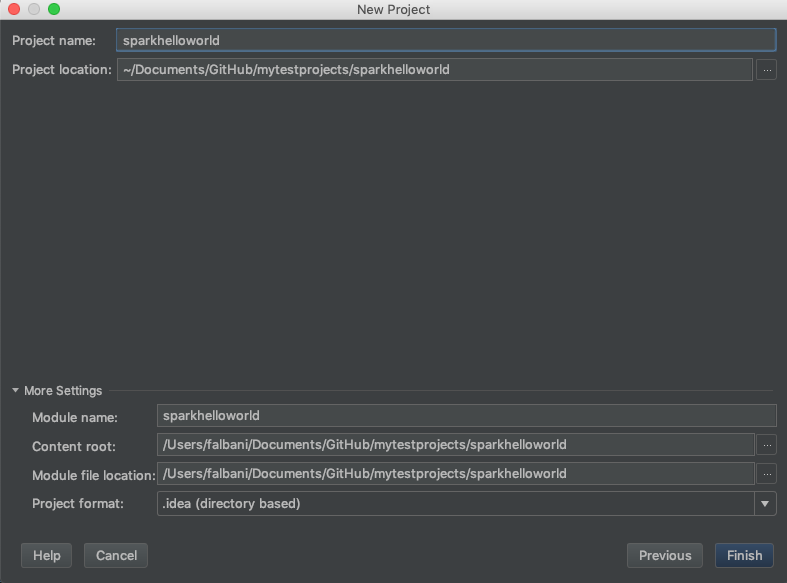 New Project
Project name: sparkhelloworld
Project location: ~/Documents/GitHub/mytestprojects/sparkhelloworld ...
More Settings
Module name: sparkhelloworld
Content root: /Users/falbani/Documents/GitHub/mytestprojects/sparkhelloworld ...
Module file location: /Users/falbani/Documents/GitHub/mytestprojects/sparkhelloworld ...
Project format: .idea (directory based)
Help Cancel Previous Finish